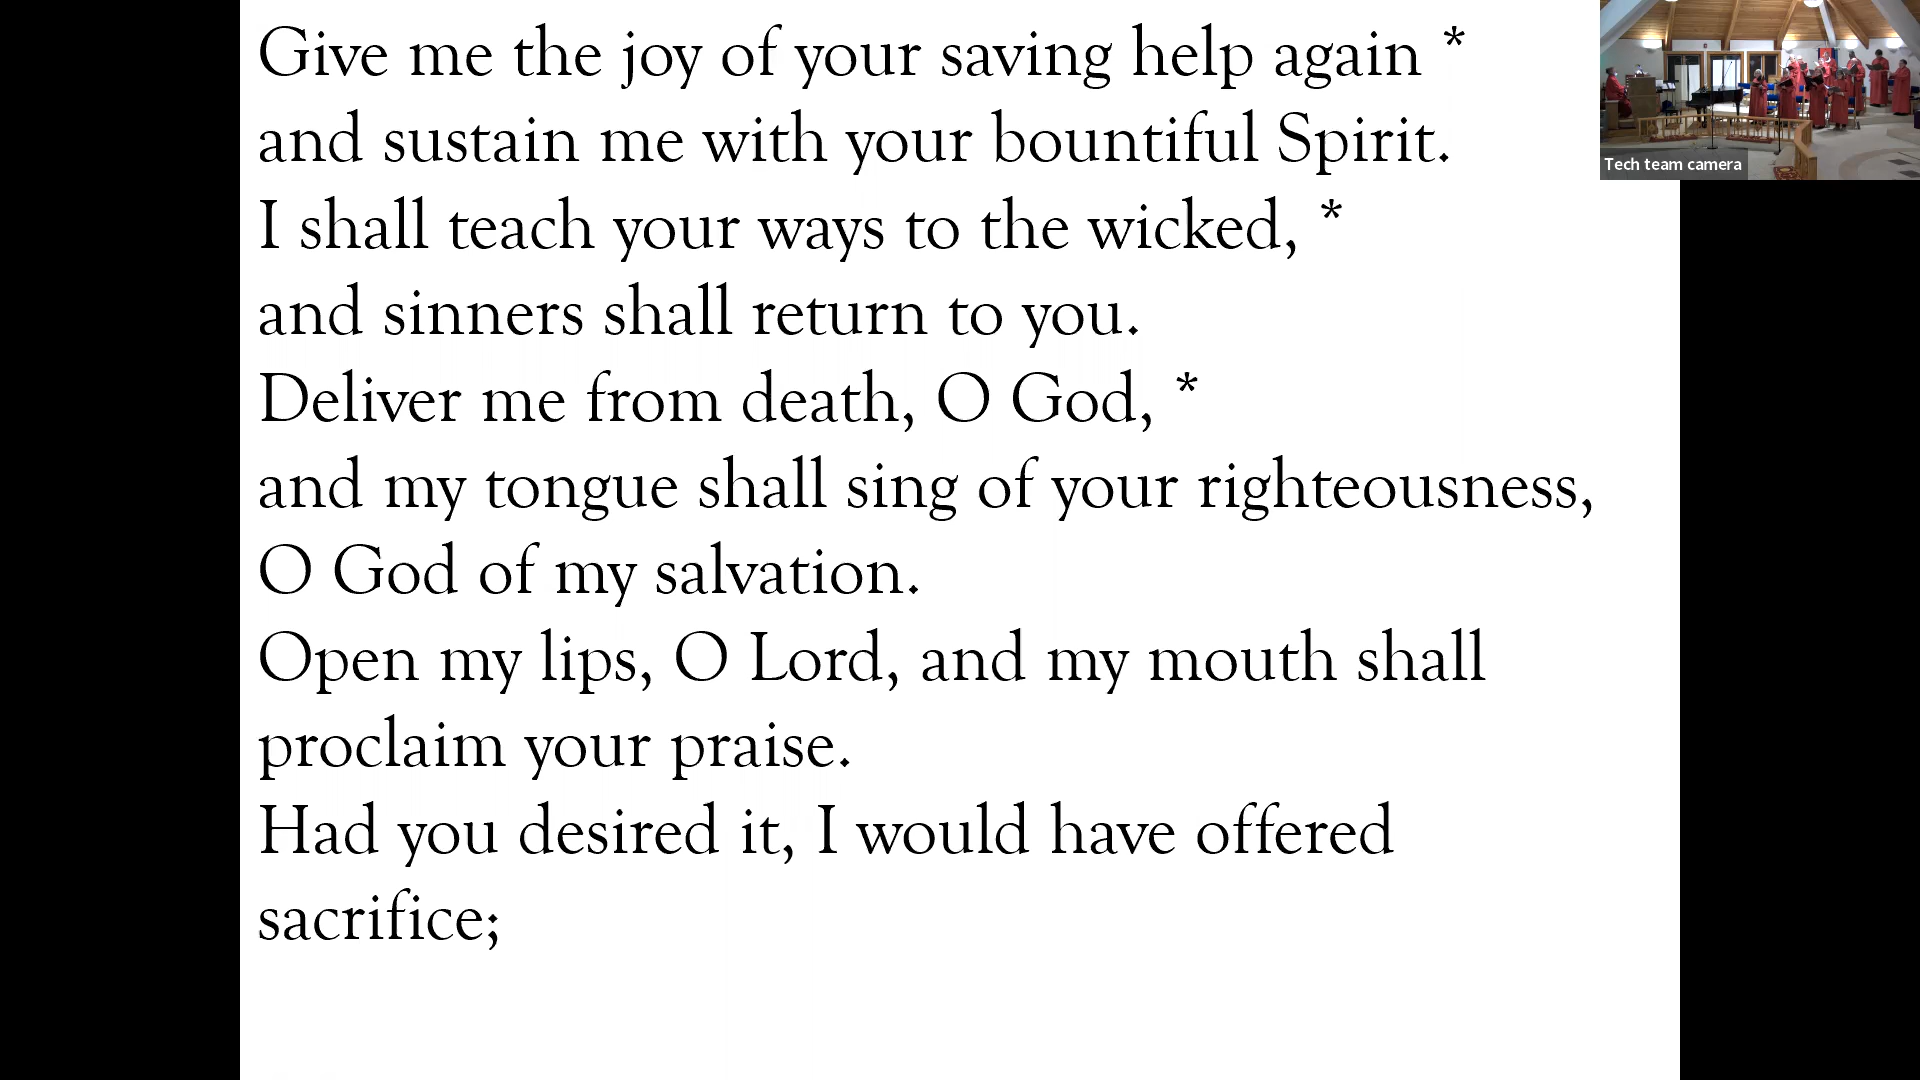 Give me the joy of your saving help again *
and sustain me with your bountiful Spirit.
I shall teach your ways to the wicked, *
and sinners shall return to you.
Deliver me from death, O God, *
and my tongue shall sing of your righteousness,
O God of my salvation.
Open my lips, O Lord, and my mouth shall
proclaim your praise.
Had you desired it, I would have offered
sacrifice;
Tech team camera